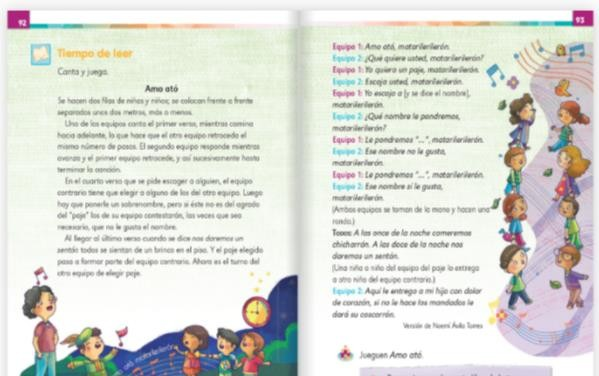 92
Tiempo de leer
Canta y juega.
Amo ató
Se hacen dos filas de niños y niños; se colocan frente a frente
separados unos dos metros, más o menos.
Uno de los equipos canta el primer verso, mientras camina
hacia adelante, lo que hace que el otro equipo retroceda el
mismo número de pasos. El segundo equipo responde mientras
avanza y el primer equipo retrocede, y así sucesivamente hasta
terminar la canción.
En el cuarto verso que se pide escoger a alguien, el equipo
contrario tiene que elegir a alguno de los del otro equipo. Luego
hay que ponerle un sobrenombre, pero si éste no es del agrado
del "paje" los de su equipo contestarán, las veces que sea
necesario, que no le gusta el nombre.
Al llegar al último verso cuando se dice nos daremos un
sentón todos se sientan de un brinco en el piso. Y el paje elegido
pasa a formar parte del equipo contrario. Ahora es el turno del
otro equipo de elegir paje.
ató matarilerilerón
93
Equipo 1: Amo ató, matarilerilerón.
Equipo 2: ¿Qué quiere usted, matarilerilerón?
Equipo 1: Yo quiero un paje, matarilerilerón.
Equipo 2: Escoja usted, matarilerilerón.
Equipo 1: Yo escojo a (y se dice el nombre),
matarilerilerón.
Equipo 2: ¿Qué nombre le pondremos,
matarilerilerón?
Equipo 1: Le pondremos "...", matarilerilerón.
Equipo 2: Ese nombre no le gusta,
matarilerilerón.
Equipo 1: Le pondremos "...", matarilerilerón.
Equipo 2: Ese nombre sí le gusta,
matarilerilerón.
(Ambos equipos se toman de la mano y hacen una
ronda.)
Todos: A las once de la noche comeremos
chicharrón. A las doce de la noche nos
daremos un sentón.
(Una niña o niño del equipo del paje lo entrega
a otro niño del equipo contrario.)
Equipo 2: Aquí le entrego a mi hijo con dolor
de corazón, si no le hace los mandados le
dará su coscorrón.
Versión de Noemí Ávila Torres
Jueguen Amo ató.